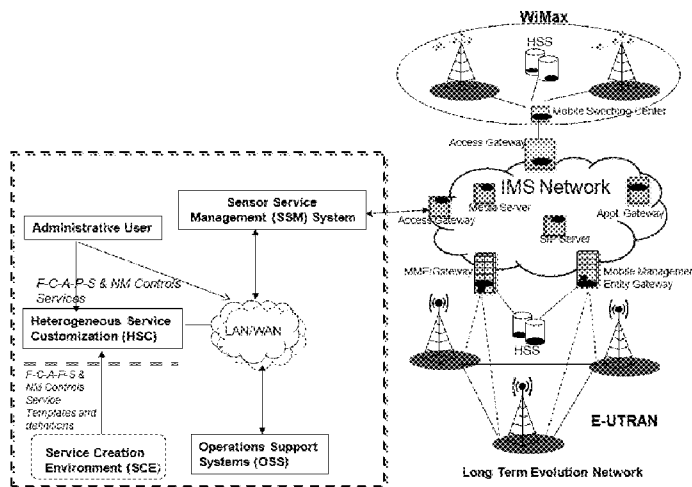 WiMax
HSS
Mobile Swtching Center
Access Gateway
IMS Network
Sensor Service
Management (SSM) System
Media Server
Appl. Gateway
Access Gateway
SIP Server
Administrative User
F-C-A-P-S & NM Controls
Services
MME Gateway
Mobile Management
Entity Gateway
Heterogeneous Service
Customization (HSC)
LAN/WAN
HSS
F-C-A-P-S &
NM Controls
Service
Templates and
definitions
E-UTRAN
Service Creation
Environment (SCE)
Operations Support
Systems (OSS)
Long Term Evolution Network